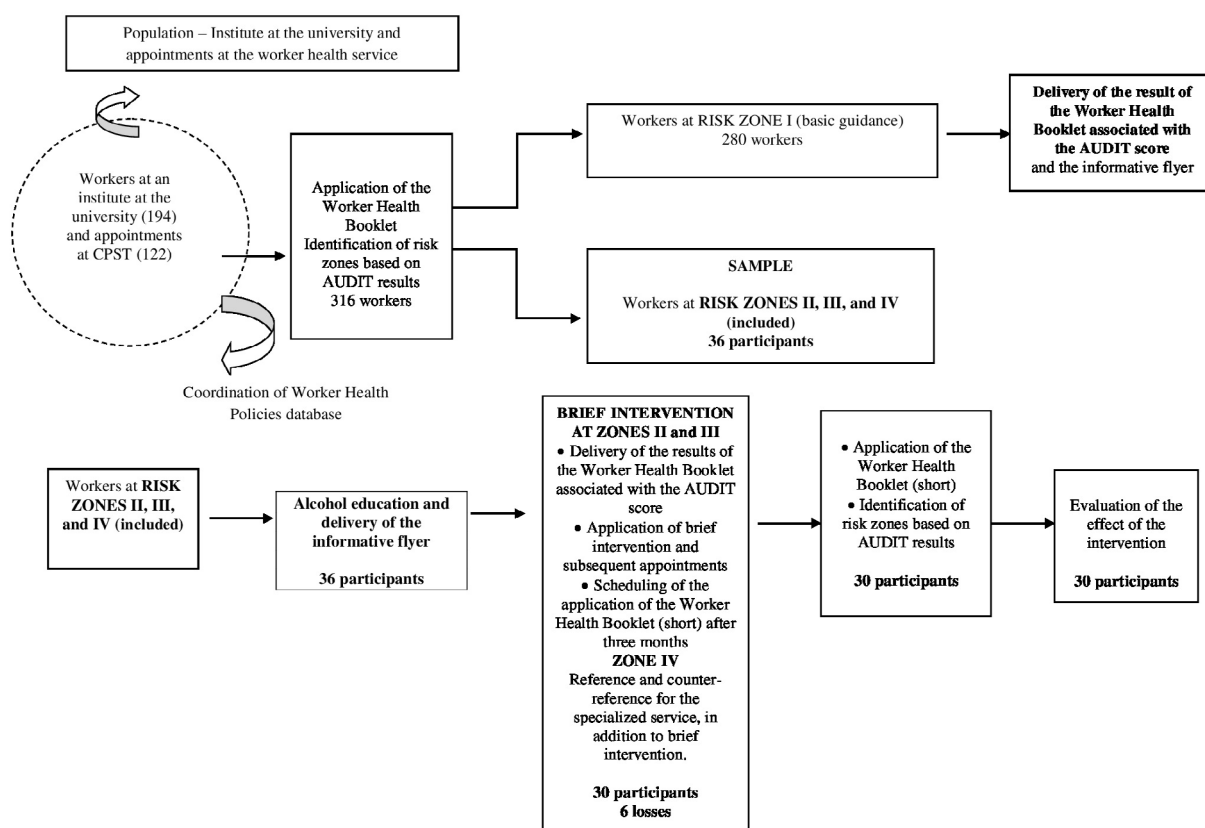 Population – Institute at the university and
appointments at the worker health service
Workers at an
institute at the
university (194)
and appointments
at CPST (122)
Coordination of Worker Health
Policies database
Application of the
Worker Health
Booklet
Identification of risk
zones based on
AUDIT results
316 workers
Workers at RISK ZONE I (basic guidance)
280 workers
Delivery of the result of
the Worker Health
Booklet associated with
the AUDIT score
and the informative flyer
SAMPLE
Workers at RISK ZONES II, III, and IV
(included)
36 participants
Workers at RISK
ZONES II, III,
and IV (included)
Alcohol education and
delivery of the
informative flyer
36 participants
BRIEF INTERVENTION
AT ZONES II and III
• Delivery of the results of
the Worker Health Booklet
associated with the AUDIT
score
• Application of brief
intervention and
subsequent appointments
• Scheduling of the
application of the Worker
Health Booklet (short) after
three months
ZONE IV
Reference and counter-
reference for the
specialized service, in
addition to brief
intervention.
30 participants
6 losses
• Application of the
Worker Health
Booklet (short)
• Identification of
risk zones based on
AUDIT results
30 participants
Evaluation of the
effect of the
intervention
30 participants